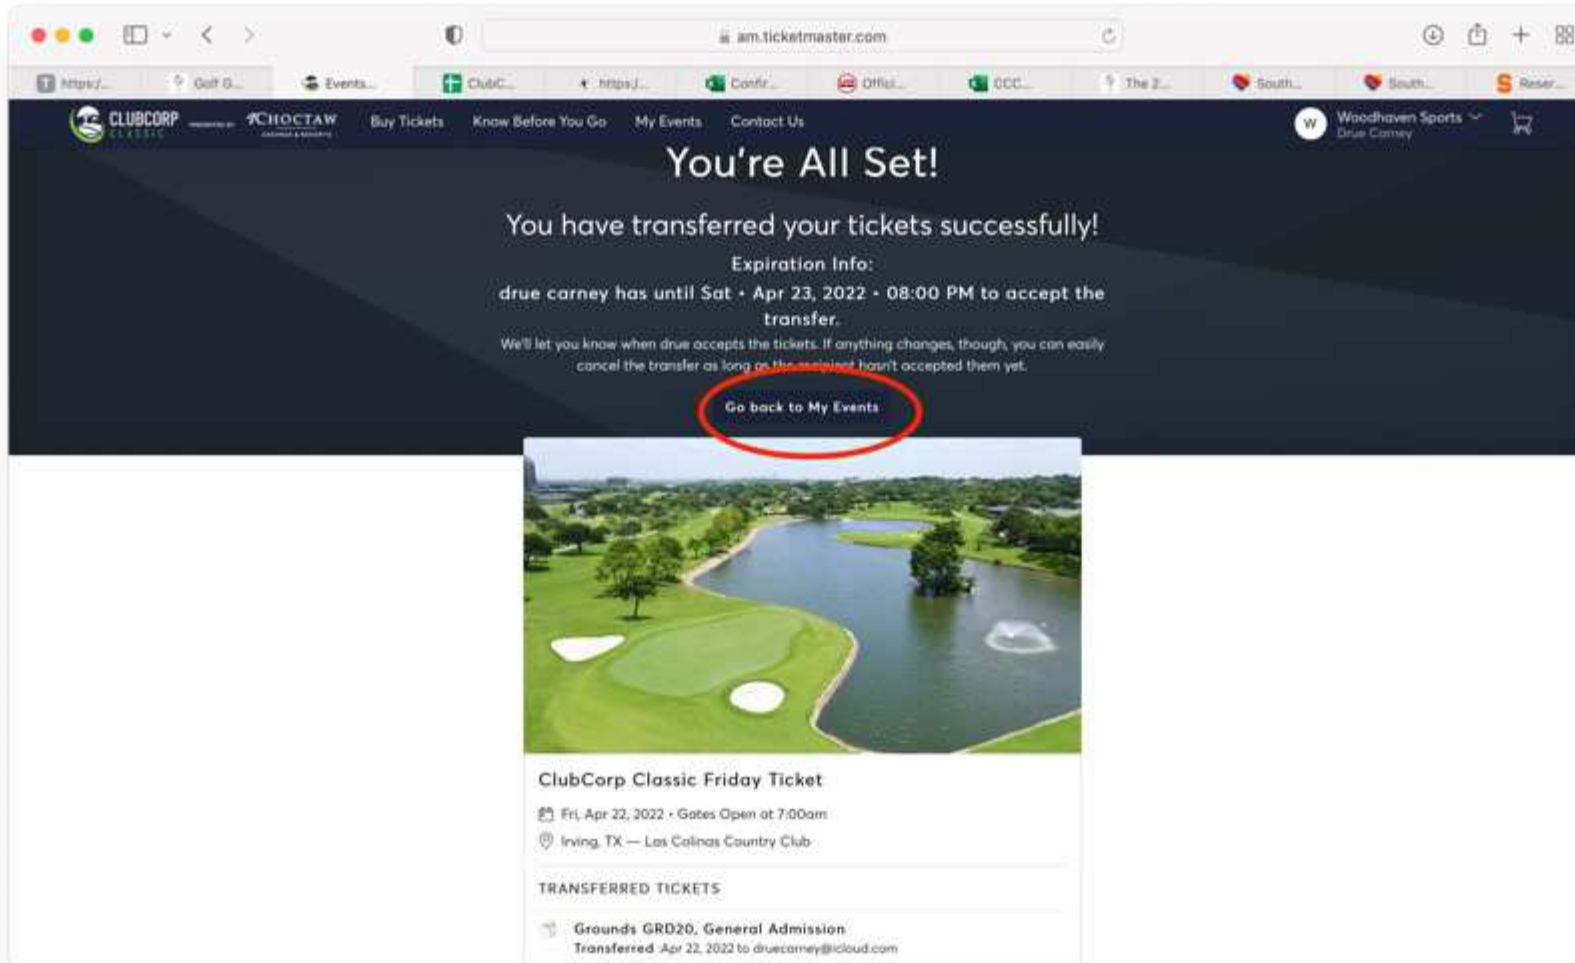 am.ticketmaster.com
https:/...
Golf G...
Events...
ClubC...
https:/...
Confir...
Offici...
CCC...
The 2...
South...
South...
S Reser...
CLUBCORP
CLASSIC
CHOCTAW
Buy Tickets
Know Before You Go
My Events
Contact Us
W
Woodhaven Sports
Drue Carney
You're All Set!
You have transferred your tickets successfully!
Expiration Info:
drue carney has until Sat • Apr 23, 2022 • 08:00 PM to accept the
transfer.
We'll let you know when drue accepts the tickets. If anything changes, though, you can easily
cancel the transfer as long as the recipient hasn't accepted them yet.
Go back to My Events
ClubCorp Classic Friday Ticket
Fri, Apr 22, 2022 • Gates Open at 7:00am
Irving, TX — Las Colinas Country Club
TRANSFERRED TICKETS
Grounds GRD20, General Admission
Transferred :Apr 22, 2022 to druecarney@icloud.com